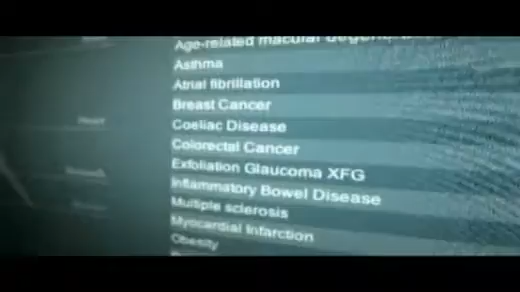 Age-related macular degene
Asthma
Atrial fibrillation
Breast Cancer
Coeliac Disease
Colorectal Cancer
Exfoliation Glaucoma XFG
Inflammatory Bowel Disease
Multiple sclerosis
Myocardial Infarction
Obesity